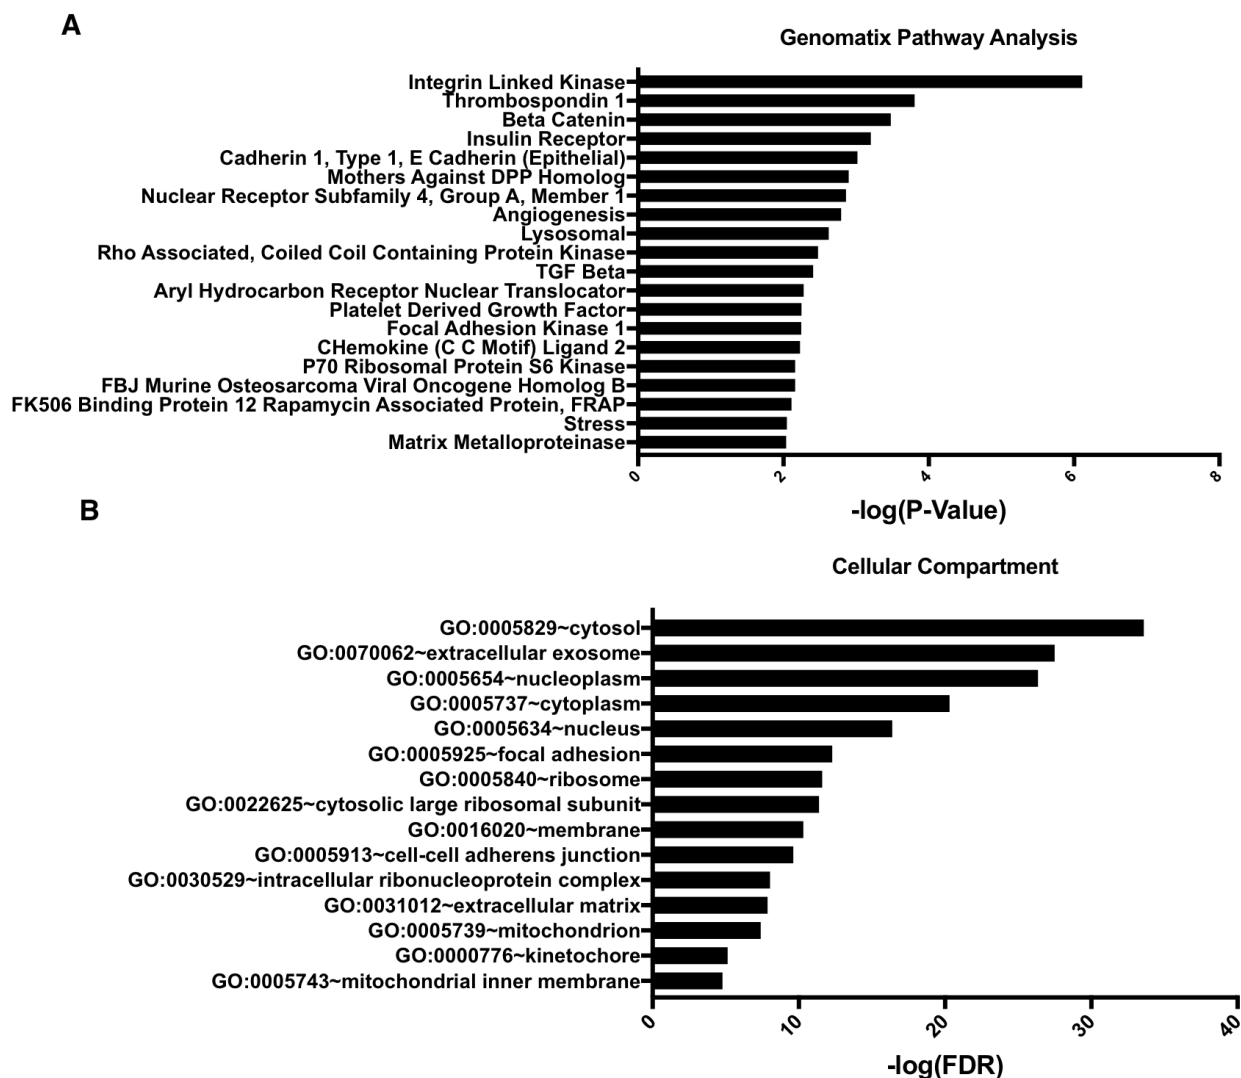 A
Genomatix Pathway Analysis
Integrin Linked Kinase
Thrombospondin 1
Beta Catenin
Insulin Receptor
Cadherin 1, Type 1, E Cadherin (Epithelial)
Mothers Against DPP Homolog
Nuclear Receptor Subfamily 4, Group A, Member 1
Angiogenesis
Lysosomal
Rho Associated, Coiled Coil Containing Protein Kinase
TGF Beta
Aryl Hydrocarbon Receptor Nuclear Translocator
Platelet Derived Growth Factor
Focal Adhesion Kinase 1
CHemokine (C C Motif) Ligand 2
P70 Ribosomal Protein S6 Kinase
FBJ Murine Osteosarcoma Viral Oncogene Homolog B
FK506 Binding Protein 12 Rapamycin Associated Protein, FRAP
Stress
Matrix Metalloproteinase
0 2 4 6 8
-log(P-Value)
B
Cellular Compartment
GO:0005829~cytosol
GO:0070062~extracellular exosome
GO:0005654~nucleoplasm
GO:0005737~cytoplasm
GO:0005634~nucleus
GO:0005925~focal adhesion
GO:0005840~ribosome
GO:0022625~cytosolic large ribosomal subunit
GO:0016020~membrane
GO:0005913~cell-cell adherens junction
GO:0030529~intracellular ribonucleoprotein complex
GO:0031012~extracellular matrix
GO:0005739~mitochondrion
GO:0000776~kinetochore
GO:0005743~mitochondrial inner membrane
0 10 20 30 40
-log(FDR)